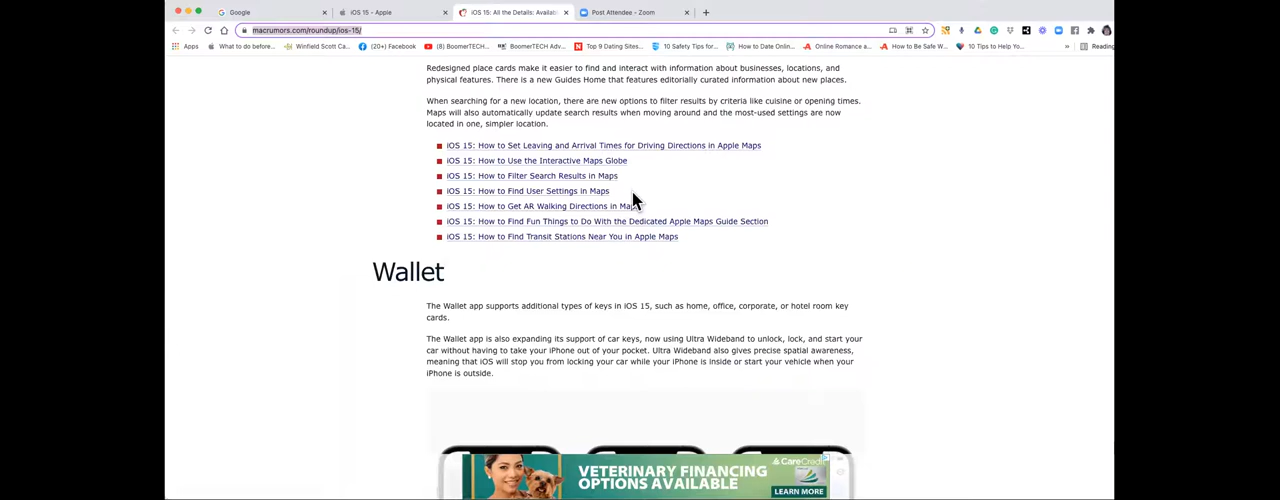 Google
iOS 15 - Apple
iOS 15: All the Details: Availab
Post Attendee - Zoom
macrumors.com/roundup/ios-15/
Apps
What to do before...
Winfield Scott Ca...
(20+) Facebook
(8) BoomerTECH...
BoomerTECH Adv...
Top 9 Dating Sites...
10 Safety Tips for...
How to Date Onlin...
Online Romance a...
How to Be Safe W...
10 Tips to Help Yo...
»
Reading
Redesigned place cards make it easier to find and interact with information about businesses, locations, and
physical features. There is a new Guides Home that features editorially curated information about new places.
When searching for a new location, there are new options to filter results by criteria like cuisine or opening times.
Maps will also automatically update search results when moving around and the most-used settings are now
located in one, simpler location.
iOS 15: How to Set Leaving and Arrival Times for Driving Directions in Apple Maps
iOS 15: How to Use the Interactive Maps Globe
iOS 15: How to Filter Search Results in Maps
iOS 15: How to Find User Settings in Maps
iOS 15: How to Get AR Walking Directions in Maps
iOS 15: How to Find Fun Things to Do With the Dedicated Apple Maps Guide Section
iOS 15: How to Find Transit Stations Near You in Apple Maps
Wallet
The Wallet app supports additional types of keys in iOS 15, such as home, office, corporate, or hotel room key
cards.
The Wallet app is also expanding its support of car keys, now using Ultra Wideband to unlock, lock, and start your
car without having to take your iPhone out of your pocket. Ultra Wideband also gives precise spatial awareness,
meaning that iOS will stop you from locking your car while your iPhone is inside or start your vehicle when your
iPhone is outside.
VETERINARY FINANCING
OPTIONS AVAILABLE
CareCredit
LEARN MORE